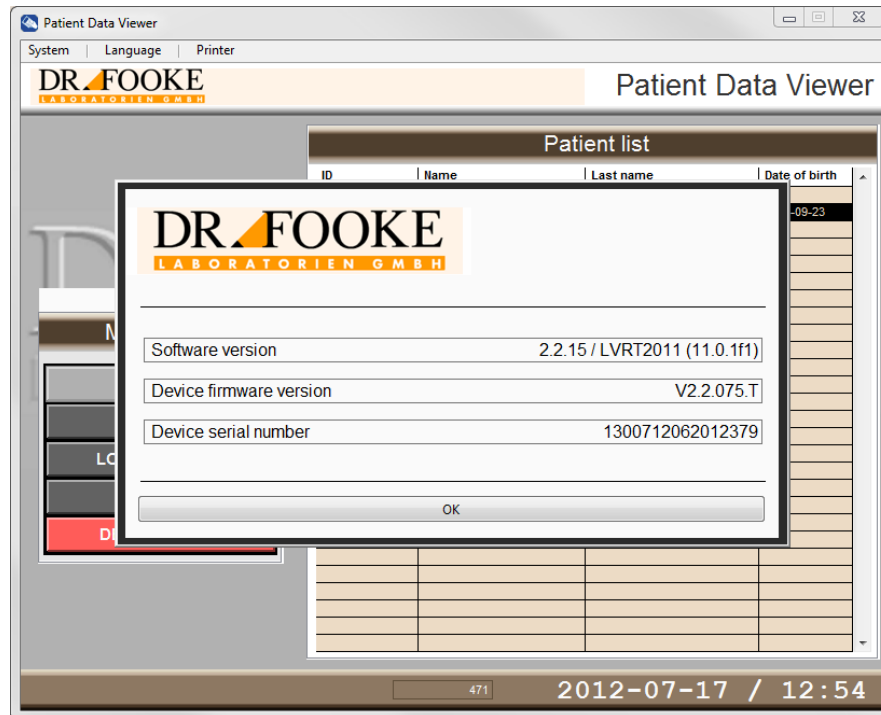 Patient Data Viewer
System | Language | Printer
DR. FOOKE
LABORATORIEN GMBH
Patient Data Viewer
Patient list
ID Name Last name Date of birth
-09-23
DR. FOOKE
LABORATORIEN GMBH
Software version 2.2.15 / LVRT2011 (11.0.1f1)
Device firmware version V2.2.075.T
Device serial number 1300712062012379
OK
471
2012-07-17 / 12:54